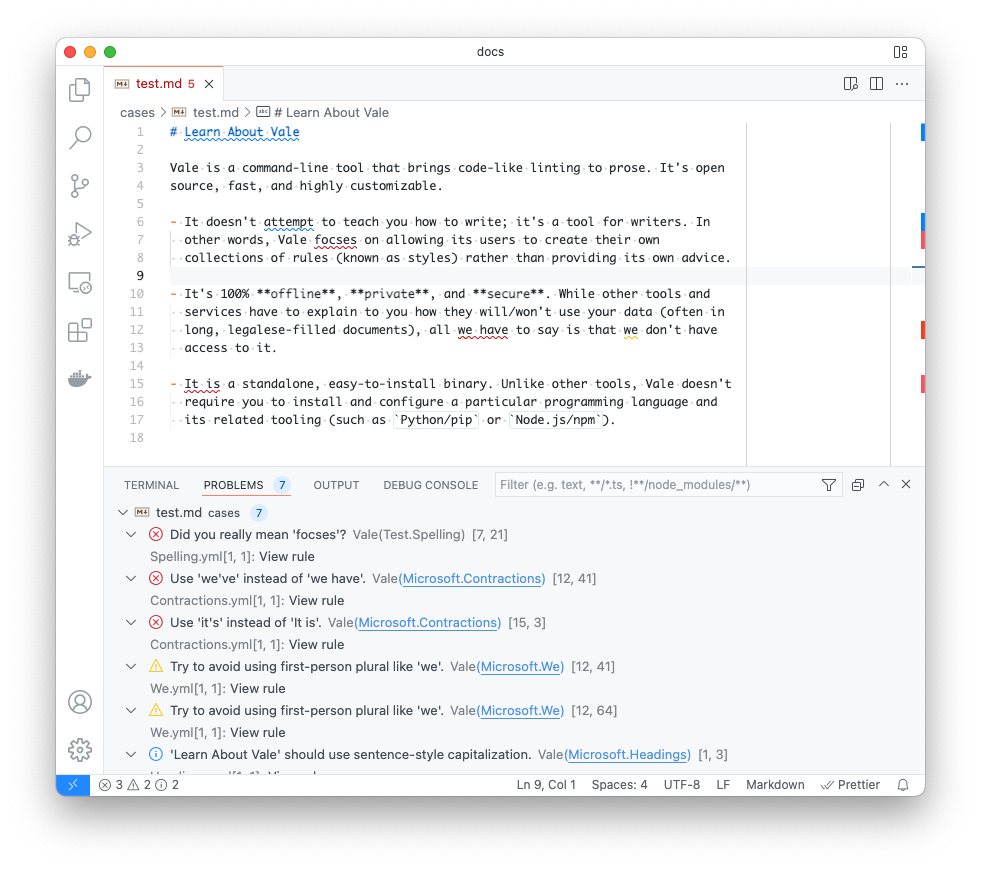 docs
test.md 5
cases > test.md > # Learn About Vale
1 # Learn About Vale
2
3 Vale is a command-line tool that brings code-like linting to prose. It's open
4 source, fast, and highly customizable.
5
6 - It doesn't attempt to teach you how to write; it's a tool for writers. In
7 other words, Vale focses on allowing its users to create their own
8 collections of rules (known as styles) rather than providing its own advice.
9
10 - It's 100% **offline**, **private**, and **secure**. While other tools and
11 services have to explain to you how they will/won't use your data (often in
12 long, legalese-filled documents), all we have to say is that we don't have
13 access to it.
14
15 - It is a standalone, easy-to-install binary. Unlike other tools, Vale doesn't
16 require you to install and configure a particular programming language and
17 its related tooling (such as `Python/pip` or `Node.js/npm`).
18
TERMINAL PROBLEMS 7 OUTPUT DEBUG CONSOLE Filter (e.g. text, **/*.ts, !**/node_modules/**)
test.md cases 7
Did you really mean 'focses'? Vale(Test.Spelling) [7, 21]
Spelling.yml[1, 1]: View rule
Use 'we've' instead of 'we have'. Vale(Microsoft.Contractions) [12, 41]
Contractions.yml[1, 1]: View rule
Use 'it's' instead of 'It is'. Vale(Microsoft.Contractions) [15, 3]
Contractions.yml[1, 1]: View rule
Try to avoid using first-person plural like 'we'. Vale(Microsoft.We) [12, 41]
We.yml[1, 1]: View rule
Try to avoid using first-person plural like 'we'. Vale(Microsoft.We) [12, 64]
We.yml[1, 1]: View rule
'Learn About Vale' should use sentence-style capitalization. Vale(Microsoft.Headings) [1, 3]
3 2 2 Ln 9, Col 1 Spaces: 4 UTF-8 LF Markdown Prettier